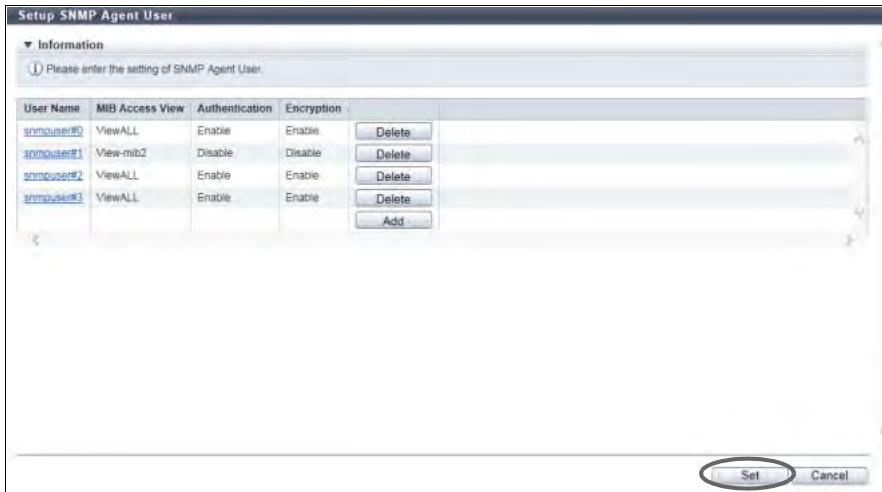 Setup SNMP Agent User
▼ Information
Please enter the setting of SNMP Agent User.
User Name MIB Access View Authentication Encryption
snmpuser#0 ViewALL Enable Enable Delete
snmpuser#1 View-mib2 Disable Disable Delete
snmpuser#2 ViewALL Enable Enable Delete
snmpuser#3 ViewALL Enable Enable Delete
Add
Set Cancel